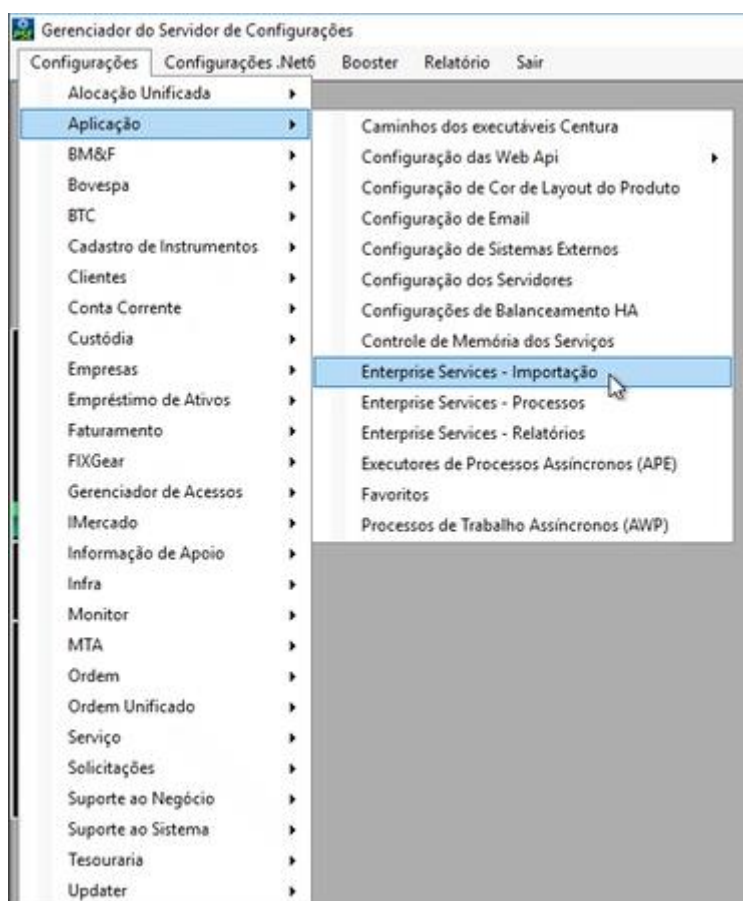 Gerenciador do Servidor de Configurações
Configurações Configurações .Net6 Booster Relatório Sair
Alocação Unificada
Aplicação
BM&F
Bovespa
BTC
Cadastro de Instrumentos
Clientes
Conta Corrente
Custódia
Empresas
Empréstimo de Ativos
Faturamento
FIXGear
Gerenciador de Acessos
IMercado
Informação de Apoio
Infra
Monitor
MTA
Ordem
Ordem Unificado
Serviço
Solicitações
Suporte ao Negócio
Suporte ao Sistema
Tesouraria
Updater
Caminhos dos executáveis Centura
Configuração das Web Api
Configuração de Cor de Layout do Produto
Configuração de Email
Configuração de Sistemas Externos
Configuração dos Servidores
Configurações de Balanceamento HA
Controle de Memória dos Serviços
Enterprise Services - Importação
Enterprise Services - Processos
Enterprise Services - Relatórios
Executores de Processos Assíncronos (APE)
Favoritos
Processos de Trabalho Assíncronos (AWP)